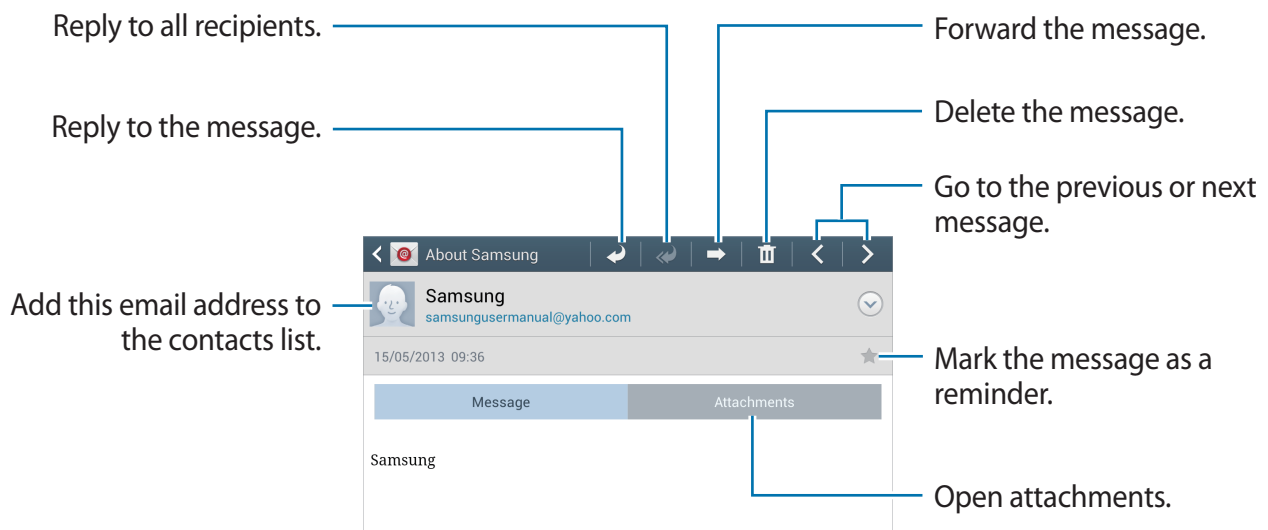 Reply to all recipients.
Forward the message.
Reply to the message.
Delete the message.
Go to the previous or next
message.
About Samsung
Add this email address to
the contacts list.
Samsung
samsungusermanual@yahoo.com
15/05/2013 09:36
Mark the message as a
reminder.
Message
Attachments
Samsung
Open attachments.